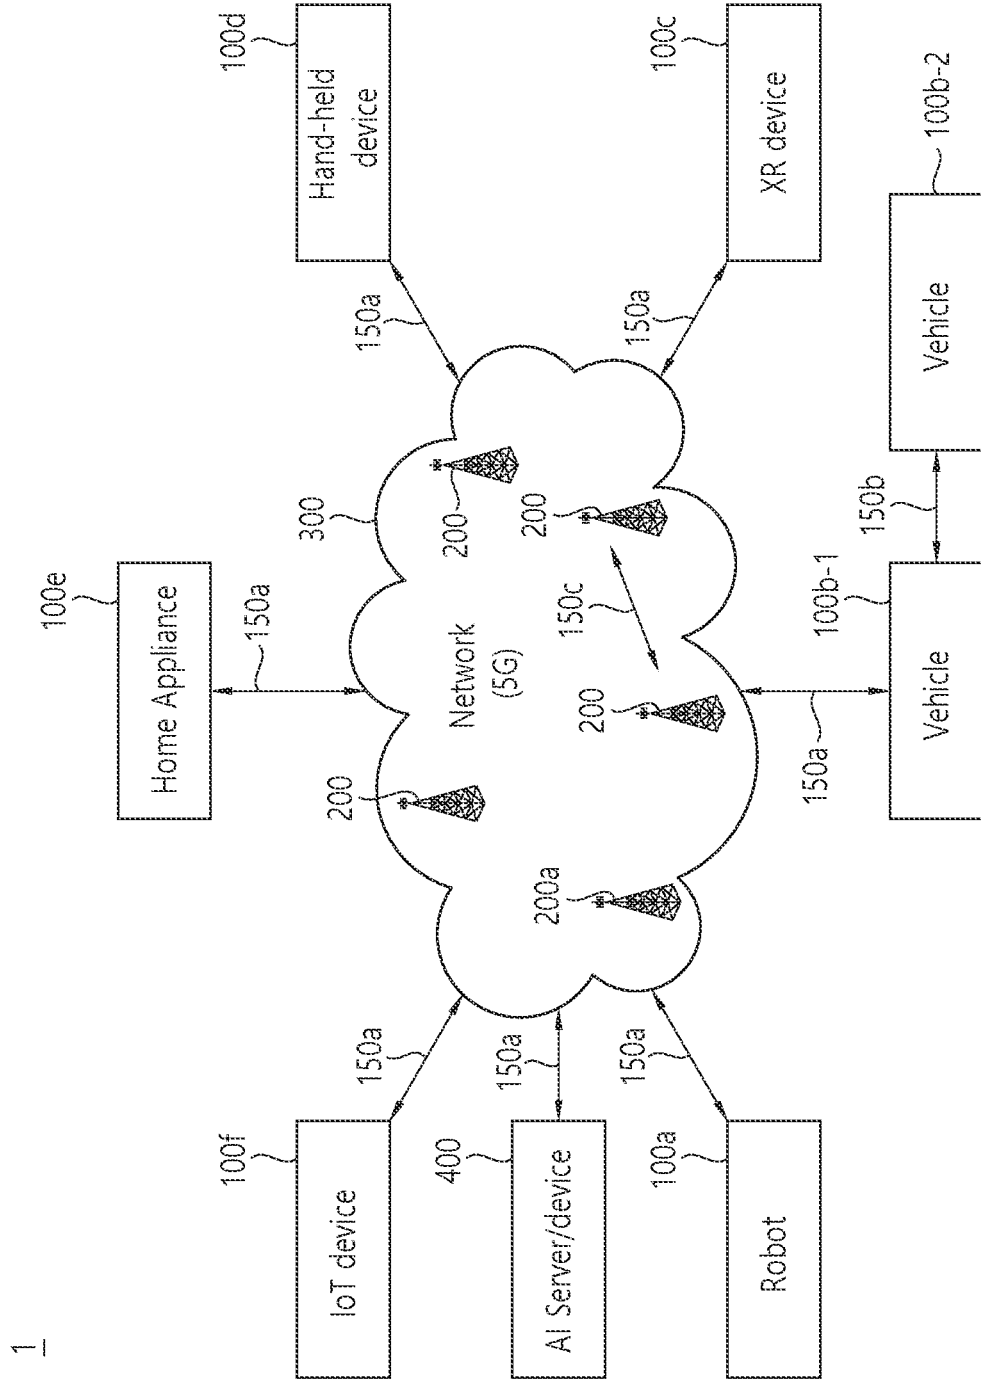 1
100e
Home Appliance
150a
100f
IoT device
150a
300
150a
100d
Hand-held
device
200
Network
(5G)
200
400
AI Server/device
150a
200a
200
150c
200
100a
Robot
150a
150a
100c
XR device
150a
100b-1
Vehicle
150b
100b-2
Vehicle